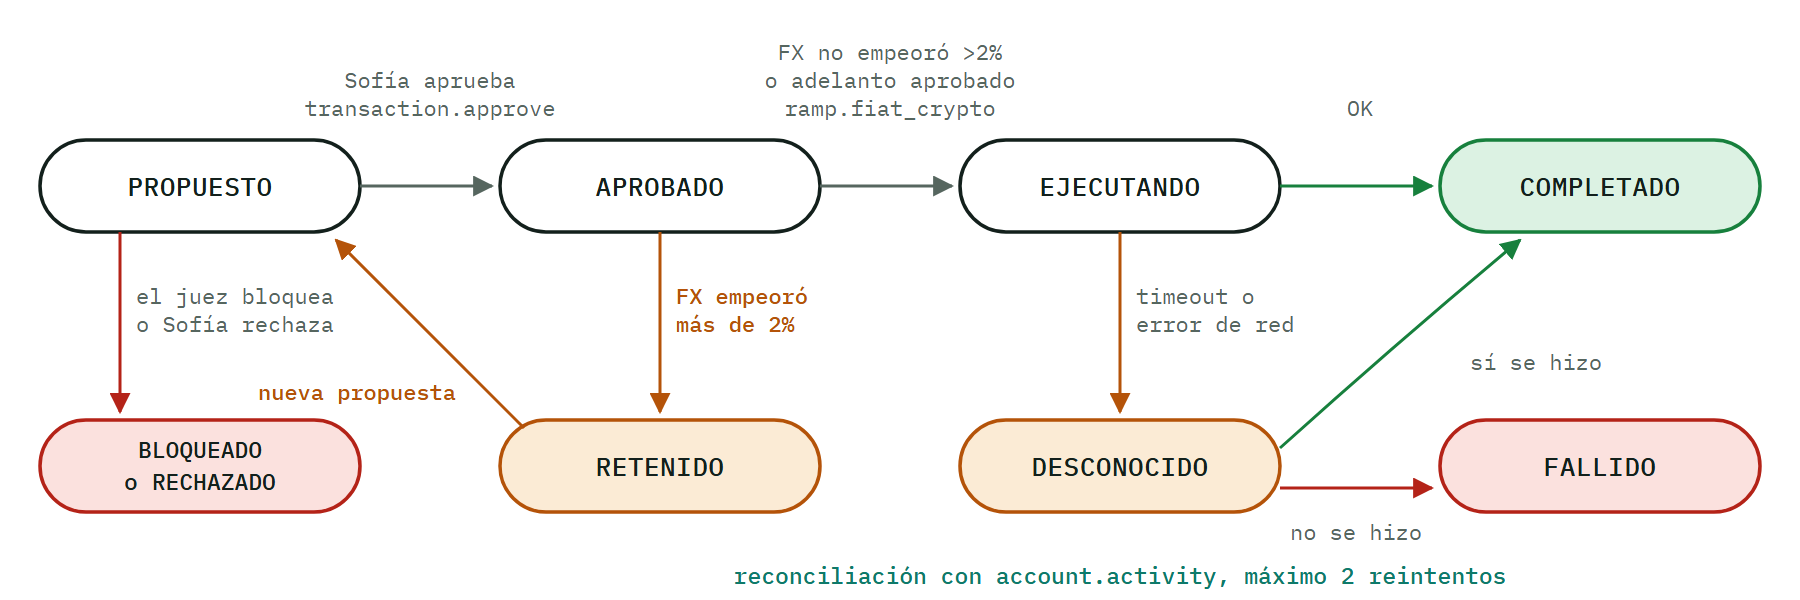 Sofía aprueba
transaction.approve
FX no empeoró >2%
o adelanto aprobado
ramp.fiat_crypto
OK
PROPUESTO
APROBADO
EJECUTANDO
COMPLETADO
el juez bloquea
o Sofía rechaza
FX empeoró
más de 2%
timeout o
error de red
sí se hizo
nueva propuesta
BLOQUEADO
o RECHAZADO
RETENIDO
DESCONOCIDO
FALLIDO
no se hizo
reconciliación con account.activity, máximo 2 reintentos